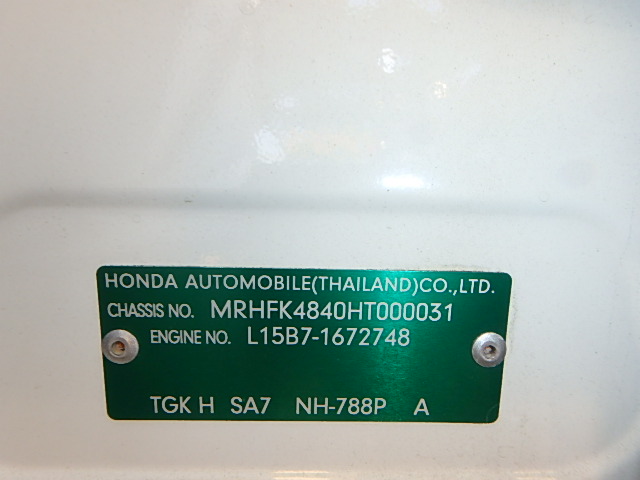 HONDA AUTOMOBILE(THAILAND)CO.,LTD.
CHASSIS NO. MRHFK4840HT000031
ENGINE NO. L15B7-1672748
TGK H SA7 NH-788P A